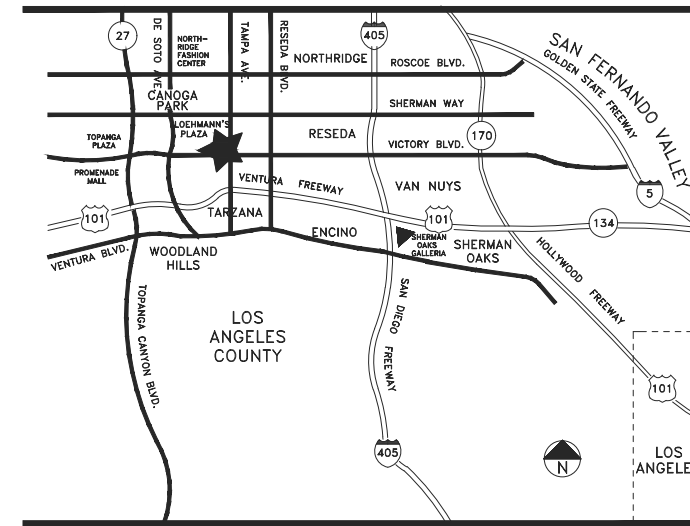 27
DE SOTO AVE.
NORTH-
RIDGE
FASHION
CENTER
TAMPA AVE.
RESEDA BLVD.
405
NORTHRIDGE
ROSCOE BLVD.
SAN FERNANDO VALLEY
GOLDEN STATE FREEWAY
CANOGA
PARK
SHERMAN WAY
LOEHMANN'S
PLAZA
TOPANGA
PLAZA
RESEDA
VICTORY BLVD.
170
PROMENADE
MALL
VENTURA FREEWAY
VAN NUYS
5
101
TARZANA
101
134
ENCINO
SHERMAN
OAKS
GALLERIA
SHERMAN
OAKS
VENTURA BLVD.
WOODLAND
HILLS
HOLLYWOOD FREEWAY
TOPANGA CANYON BLVD.
SAN DIEGO FREEWAY
LOS
ANGELES
COUNTY
101
405
N
LOS
ANGELE